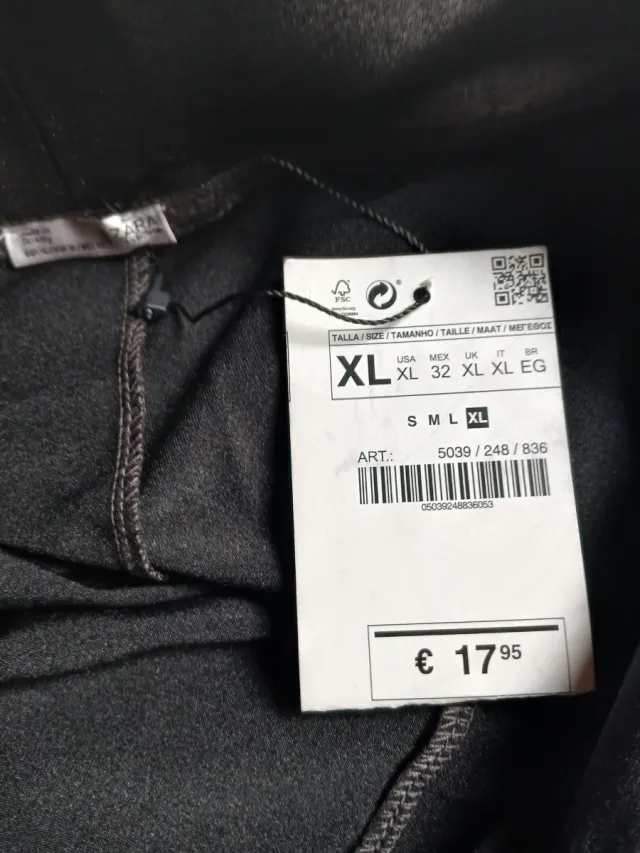 ZARA
FSC
TALLA / SIZE / TAMANHO / TAILLE / MAAT / ΜΕΓΕΘΟΣ
XL
USA MEX UK IT BR
XL 32 XL XL EG
S M L XL
ART.: 5039 / 248 / 836
05039248836053
€ 17 95